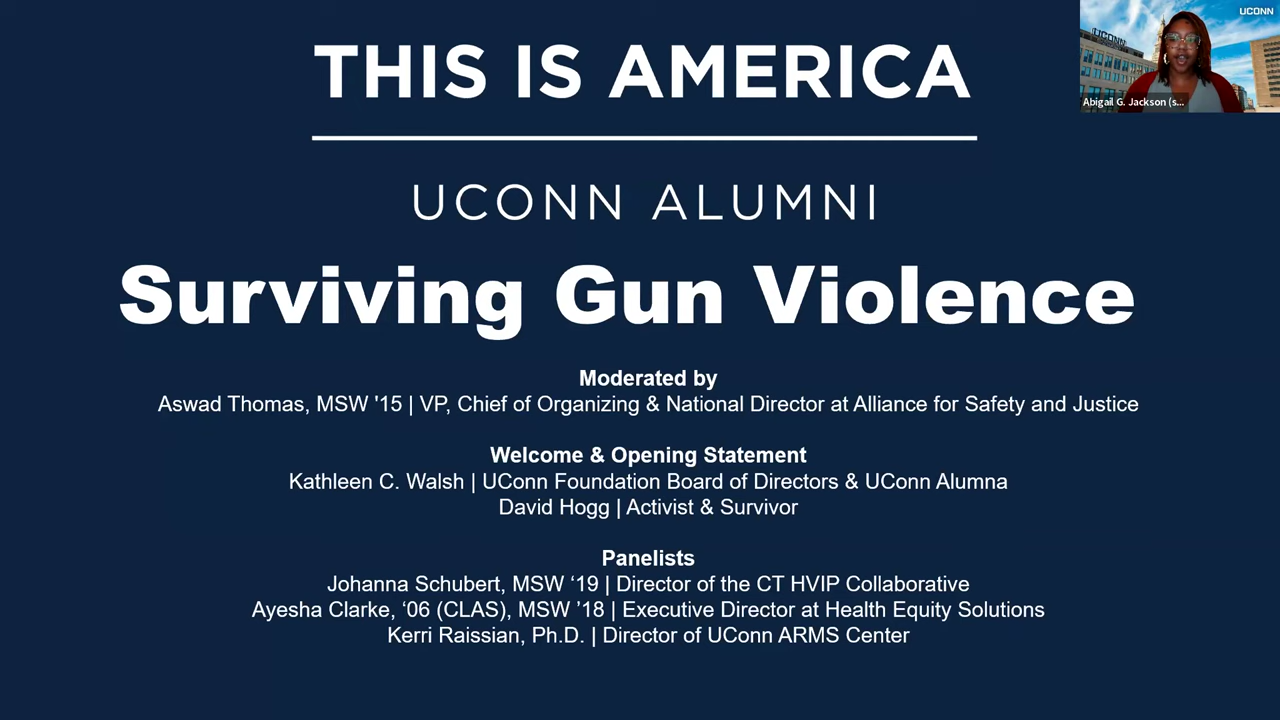 THIS IS AMERICA
UCONN
UCONN
Abigail G. Jackson (s...
UCONN ALUMNI
Surviving Gun Violence
Moderated by
Aswad Thomas, MSW '15 | VP, Chief of Organizing & National Director at Alliance for Safety and Justice
Welcome & Opening Statement
Kathleen C. Walsh | UConn Foundation Board of Directors & UConn Alumna
David Hogg | Activist & Survivor
Panelists
Johanna Schubert, MSW ‘19 | Director of the CT HVIP Collaborative
Ayesha Clarke, ‘06 (CLAS), MSW ’18 | Executive Director at Health Equity Solutions
Kerri Raissian, Ph.D. | Director of UConn ARMS Center